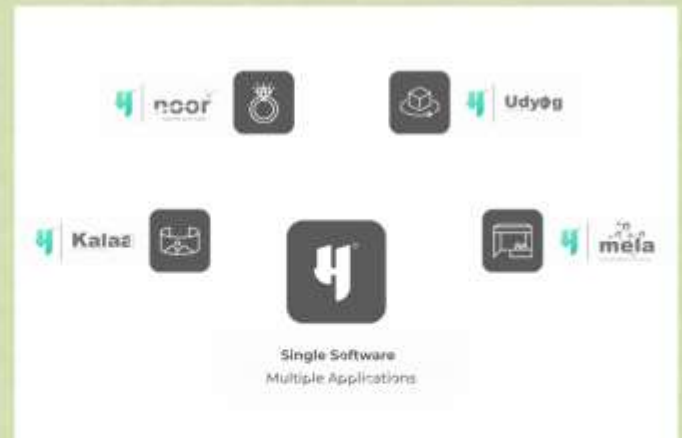 noor
Udyog
Kalaa
mela
Single Software
Multiple Applications